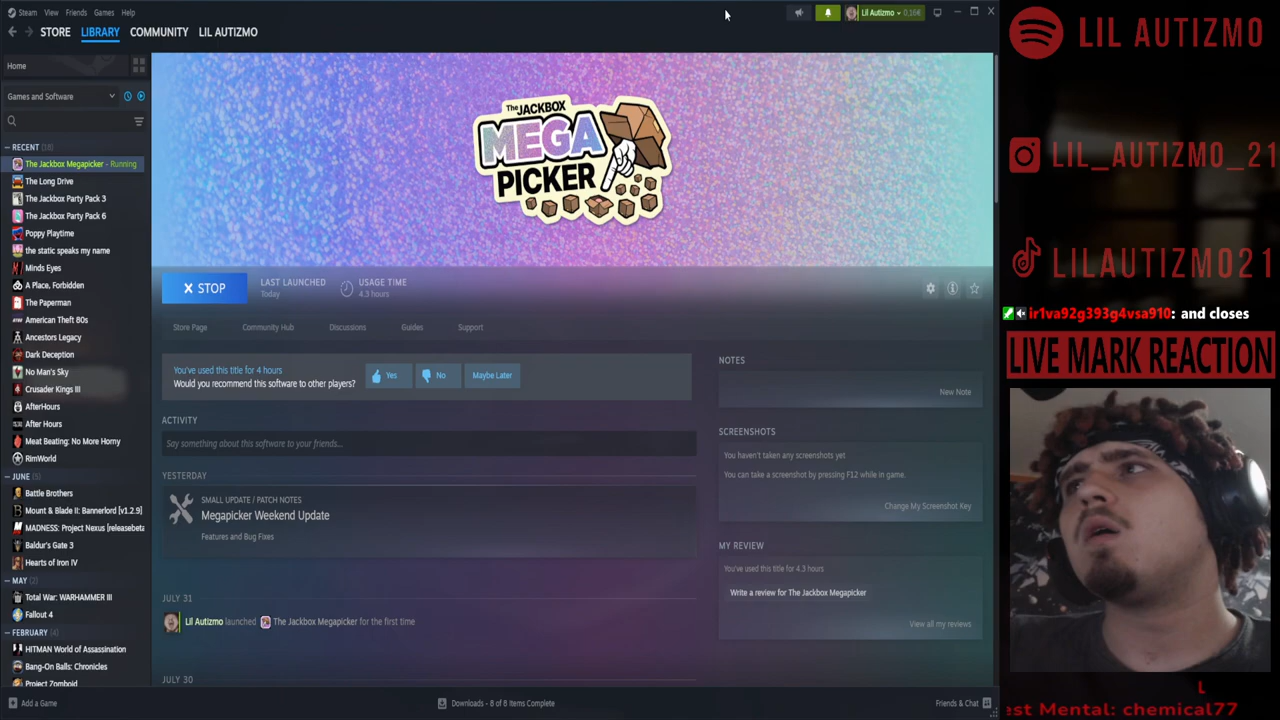 Steam View Friends Games Help
Lil Autizmo 0,16€
STORE LIBRARY COMMUNITY LIL AUTIZMO
Home
Games and Software
RECENT (18)
The Jackbox Megapicker - Running
The Long Drive
The Jackbox Party Pack 3
The Jackbox Party Pack 6
Poppy Playtime
the static speaks my name
Minds Eyes
A Place, Forbidden
The Paperman
American Theft 80s
Ancestors Legacy
Dark Deception
No Man's Sky
Crusader Kings III
AfterHours
After Hours
Meat Beating: No More Horny
RimWorld
JUNE (5)
Battle Brothers
Mount & Blade II: Bannerlord [v1.2.9]
MADNESS: Project Nexus [releasebeta
Baldur's Gate 3
Hearts of Iron IV
MAY (2)
Total War: WARHAMMER III
Fallout 4
FEBRUARY (4)
HITMAN World of Assassination
Bang-On Balls: Chronicles
Project Zomboid
Add a Game
The JACKBOX
MEGA
PICKER
STOP
LAST LAUNCHED
Today
USAGE TIME
4.3 hours
Store Page Community Hub Discussions Guides Support
You've used this title for 4 hours
Would you recommend this software to other players?
Yes No Maybe Later
ACTIVITY
Say something about this software to your friends...
YESTERDAY
SMALL UPDATE / PATCH NOTES
Megapicker Weekend Update
Features and Bug Fixes
JULY 31
Lil Autizmo launched The Jackbox Megapicker for the first time
JULY 30
NOTES
New Note
SCREENSHOTS
You haven't taken any screenshots yet
You can take a screenshot by pressing F12 while in game.
Change My Screenshot Key
MY REVIEW
You've used this title for 4.3 hours
Write a review for The Jackbox Megapicker
View all my reviews
Downloads - 8 of 8 Items Complete
Friends & Chat
LIL AUTIZMO
LIL_AUTIZMO_21
LILAUTIZMO21
ir1va92g393g4vsa910: and closes
LIVE MARK REACTION
L
est Mental: chemical77